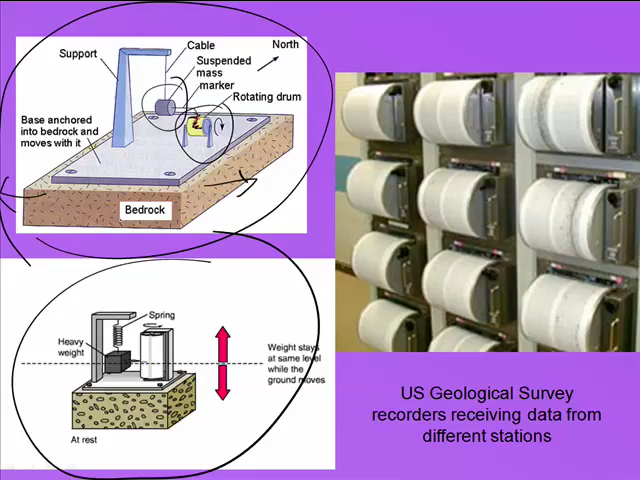 Support
Cable
North
Suspended
mass
marker
Rotating drum
Base anchored
into bedrock and
moves with it
Bedrock
Spring
Heavy
weight
Weight stays
at same level
while the
ground moves
At rest
US Geological Survey
recorders receiving data from
different stations